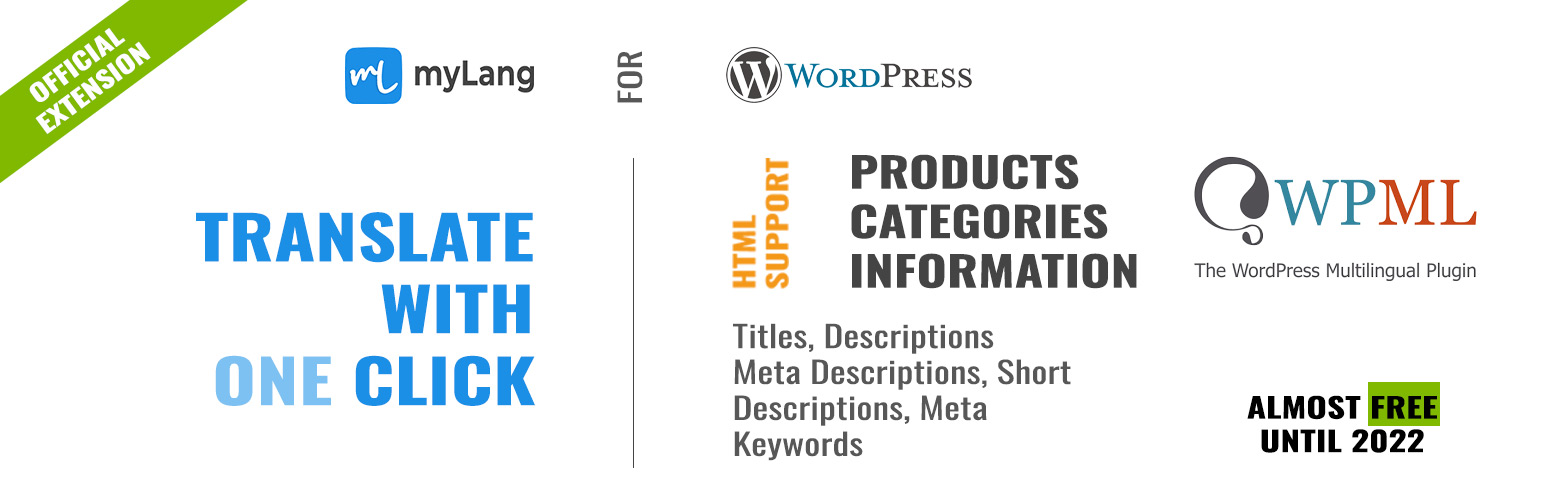 OFFICIAL
EXTENSION
mL myLang
FOR
W WORDPRESS
TRANSLATE
WITH
ONE CLICK
HTML
SUPPORT
PRODUCTS
CATEGORIES
INFORMATION
Titles, Descriptions
Meta Descriptions, Short
Descriptions, Meta
Keywords
WPML
The WordPress Multilingual Plugin
ALMOST FREE
UNTIL 2022